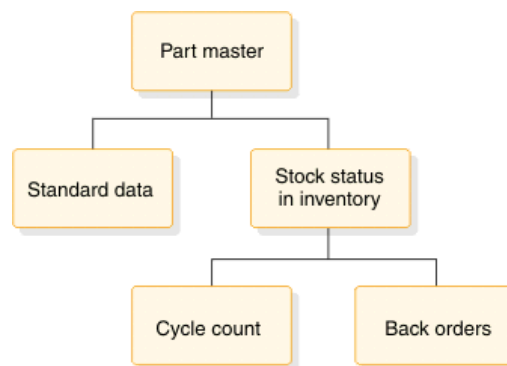 Part master
Standard data
Stock status
in inventory
Cycle count
Back orders